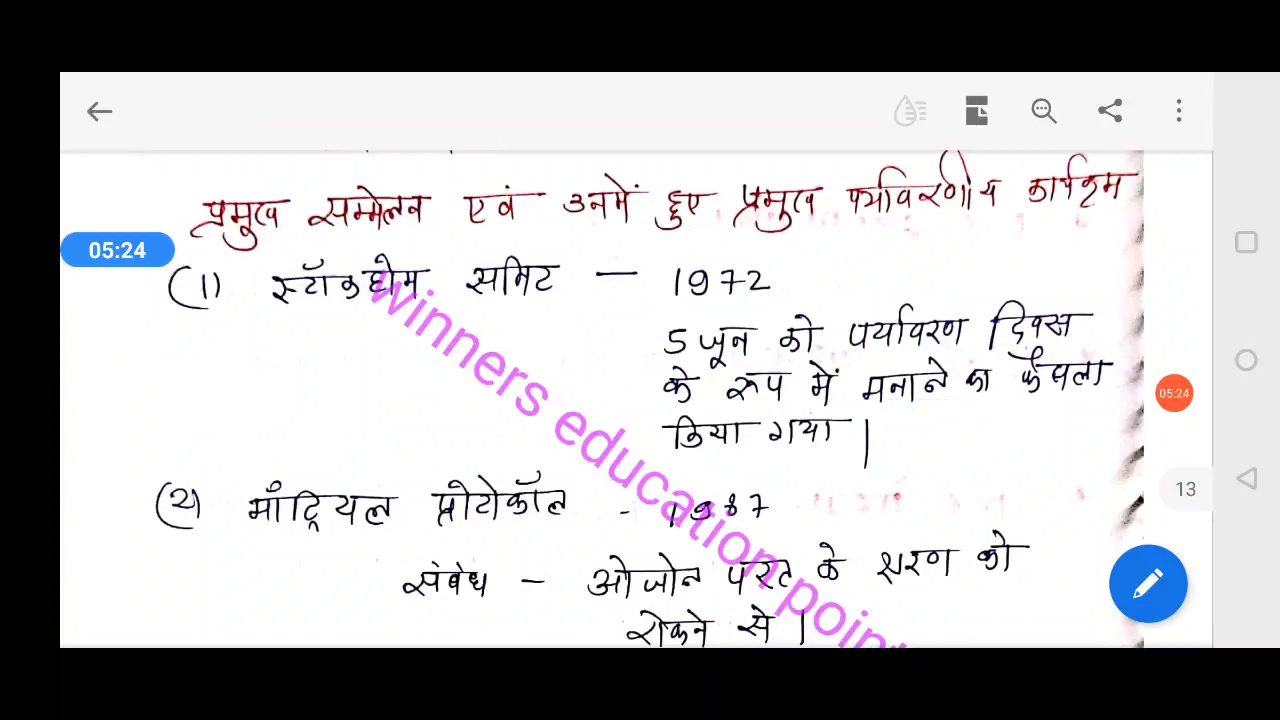 प्रमुख सम्मेलन एवं उनमें हुए प्रमुख पर्यावरणीय कार्यक्रम
05:24
(1) स्टॉकहोम समिट — 1972
5 जून को पर्यावरण दिवस
के रूप में मनाने का फैसला
किया गया |
05:24
(2) मॉट्रियल प्रोटोकॉल - 1987
13
संबंध — ओजोन परत के क्षरण को
रोकने से |
winners education point